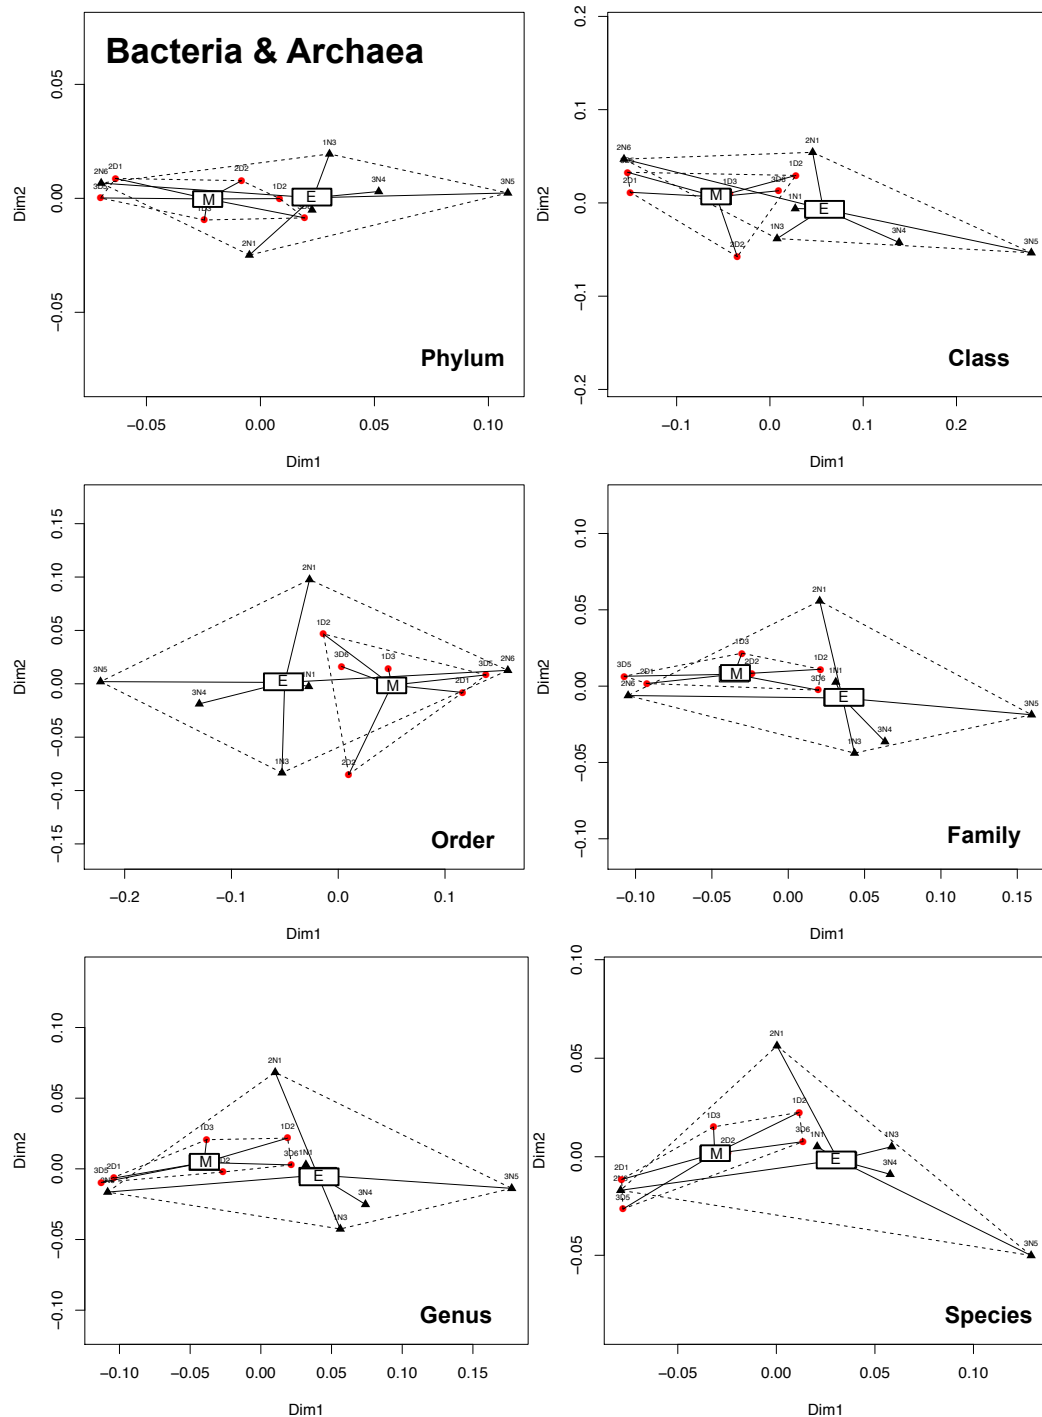 Bacteria & Archaea
Dim2
0.05
0.00
−0.05
1N3
2D1
2N6
2D2
3D5
M
1D2
E
3N4
3N5
1D3
2N1
Phylum
−0.05 0.00 0.05 0.10
Dim1
Dim2
0.2
0.1
0.0
−0.1
−0.2
2N6
2N1
1D2
2D1
1D3
3D6
M
1N1
E
1N3
2D2
3N4
3N5
Class
−0.1 0.0 0.1 0.2
Dim1
Dim2
0.15
0.10
0.05
0.00
−0.05
−0.10
−0.15
2N1
1D2
3D6
1D3
3D5
2N6
3N5
E
1N1
M
2D1
3N4
1N3
2D2
Order
−0.2 −0.1 0.0 0.1
Dim1
Dim2
0.10
0.05
0.00
−0.05
−0.10
2N1
1D3
3D5
2D1
2D2
1D2
M
1N1
2N6
3D6
E
3N5
3N4
1N3
Family
−0.10 −0.05 0.00 0.05 0.10 0.15
Dim1
Dim2
0.10
0.05
0.00
−0.05
−0.10
2N1
1D3
1D2
M
3D5
2D1
3D6
1N1
E
3N5
3N4
1N3
Genus
−0.10 −0.05 0.00 0.05 0.10 0.15
Dim1
Dim2
0.10
0.05
0.00
−0.05
2N1
1D2
1D3
2D2
3D6
1N1
1N3
M
E
2D1
3N4
3D5
3N5
Species
−0.05 0.00 0.05 0.10
Dim1